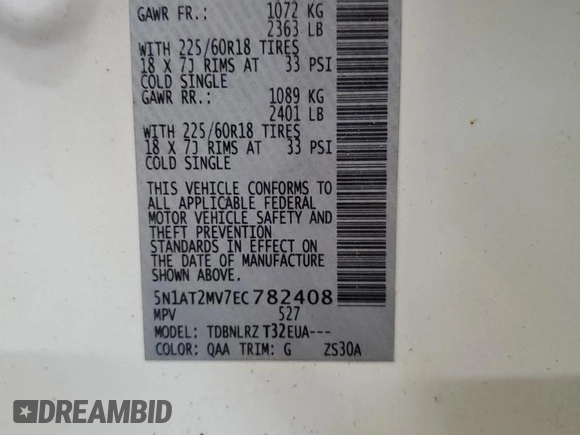 GAWR FR.: 1072 KG
2363 LB
WITH 225/60R18 TIRES
18 X 7J RIMS AT 33 PSI
COLD SINGLE
GAWR RR.: 1089 KG
2401 LB
WITH 225/60R18 TIRES
18 X 7J RIMS AT 33 PSI
COLD SINGLE
THIS VEHICLE CONFORMS TO
ALL APPLICABLE FEDERAL
MOTOR VEHICLE SAFETY AND
THEFT PREVENTION
STANDARDS IN EFFECT ON
THE DATE OF MANUFACTURE
SHOWN ABOVE.
5N1AT2MV7EC782408
MPV 527
MODEL: TDBNLRZ T32EUA---
COLOR: QAA TRIM: G ZS30A
DREAMBID